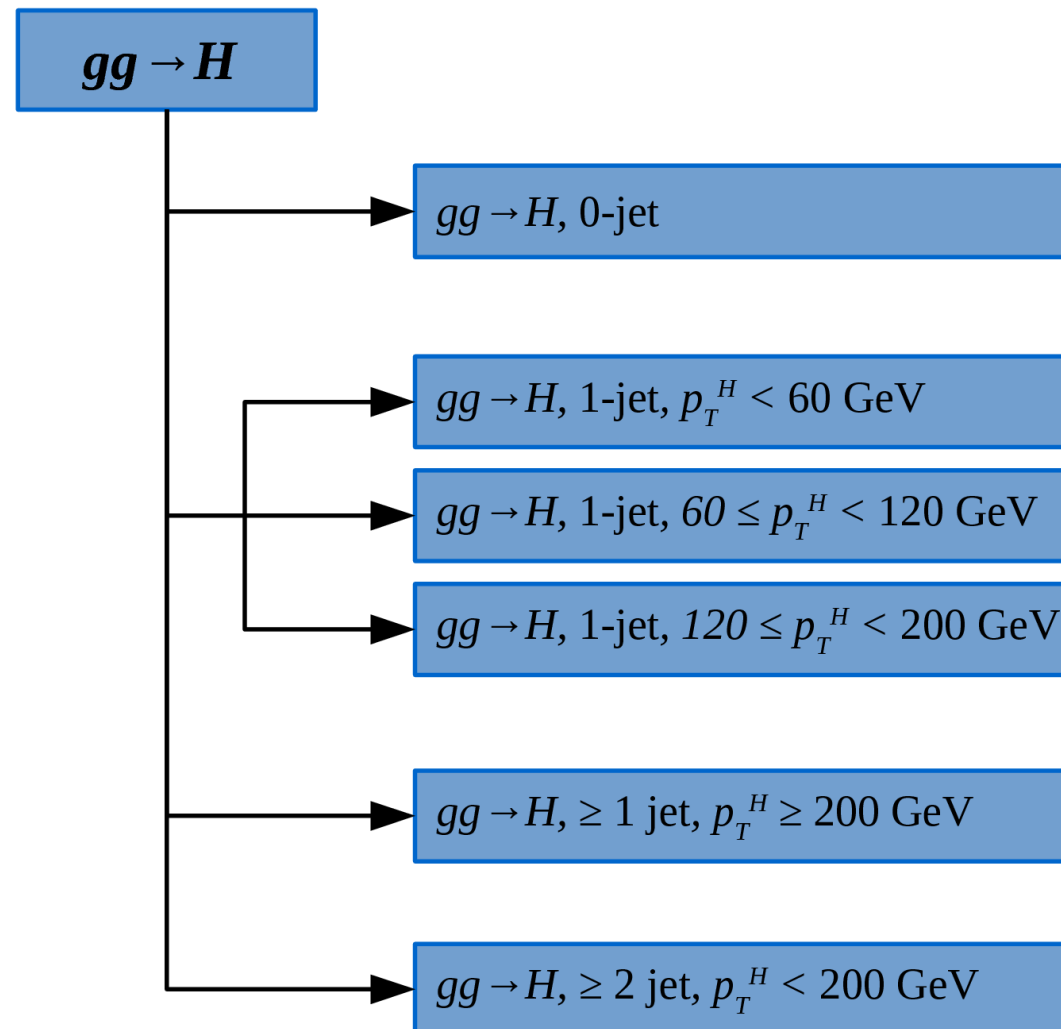 gg→H
gg→H, 0-jet
gg→H, 1-jet, p_T^H < 60 GeV
gg→H, 1-jet, 60 ≤ p_T^H < 120 GeV
gg→H, 1-jet, 120 ≤ p_T^H < 200 GeV
gg→H, ≥ 1 jet, p_T^H ≥ 200 GeV
gg→H, ≥ 2 jet, p_T^H < 200 GeV